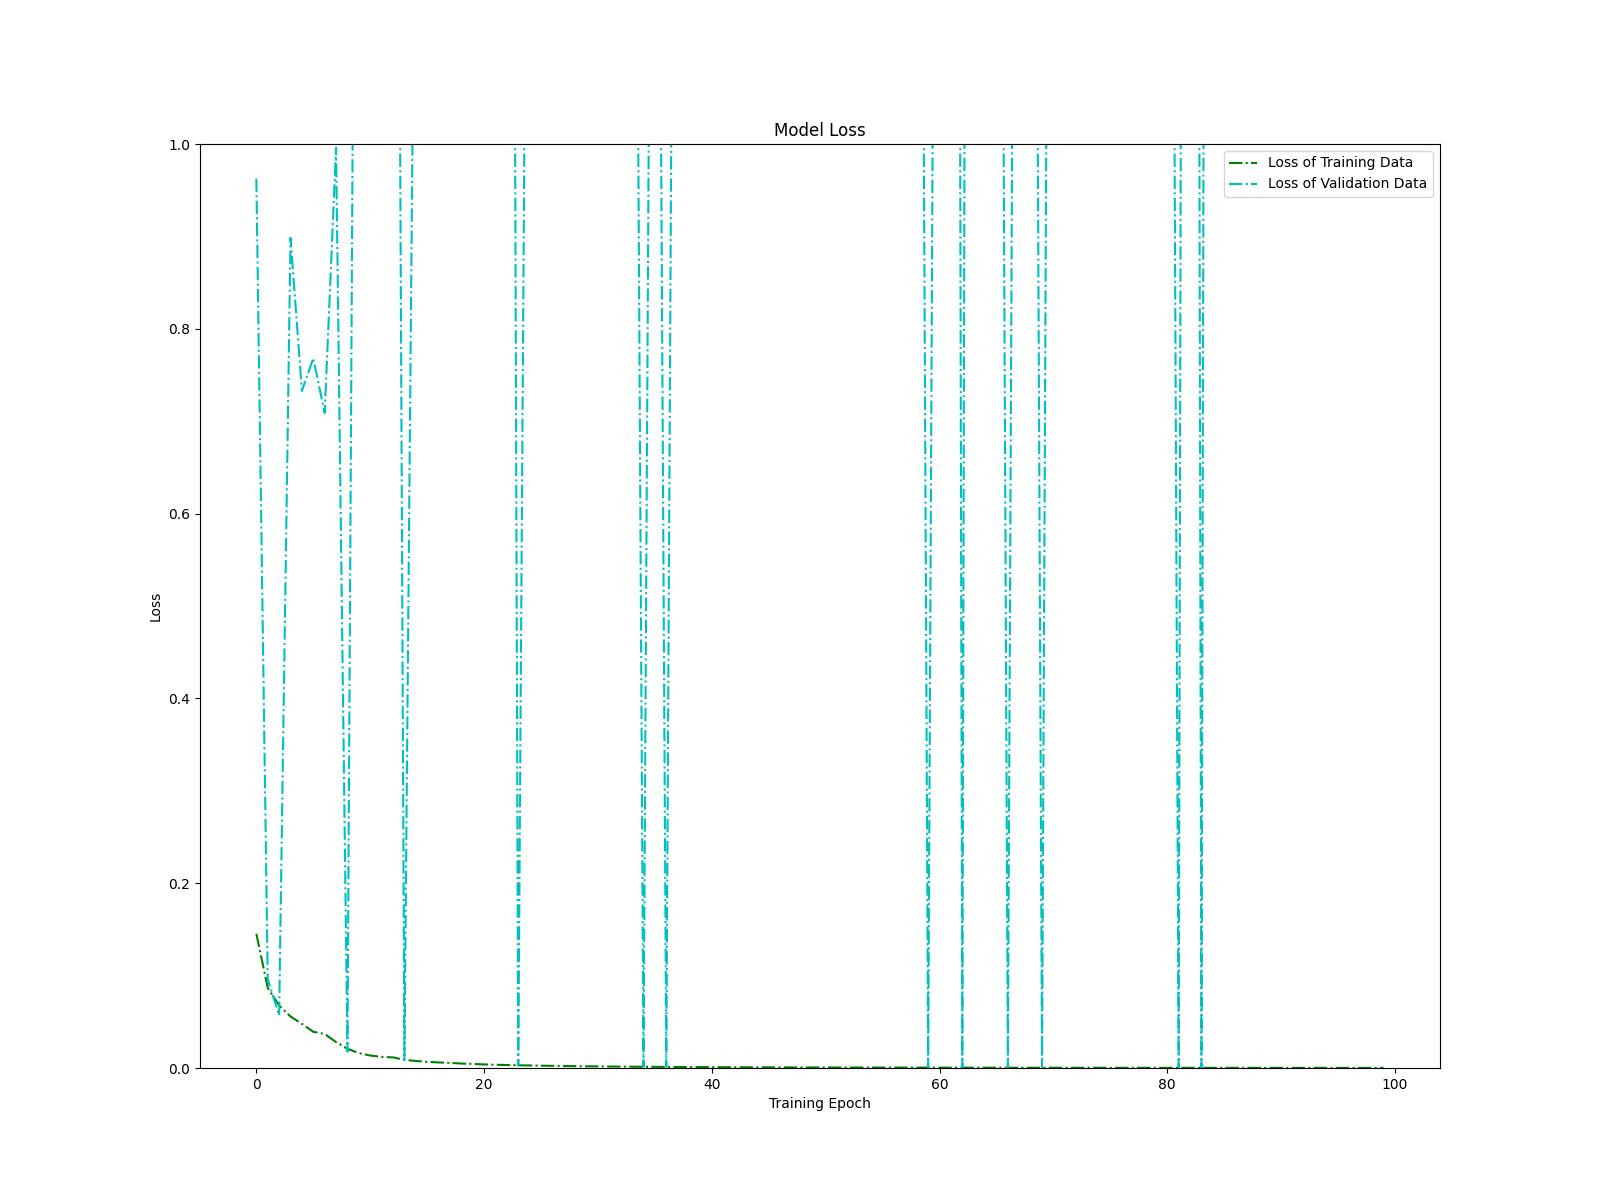 Model Loss
1.0
0.8
0.6
0.4
0.2
0.0
Loss
Loss of Training Data
Loss of Validation Data
0 20 40 60 80 100
Training Epoch